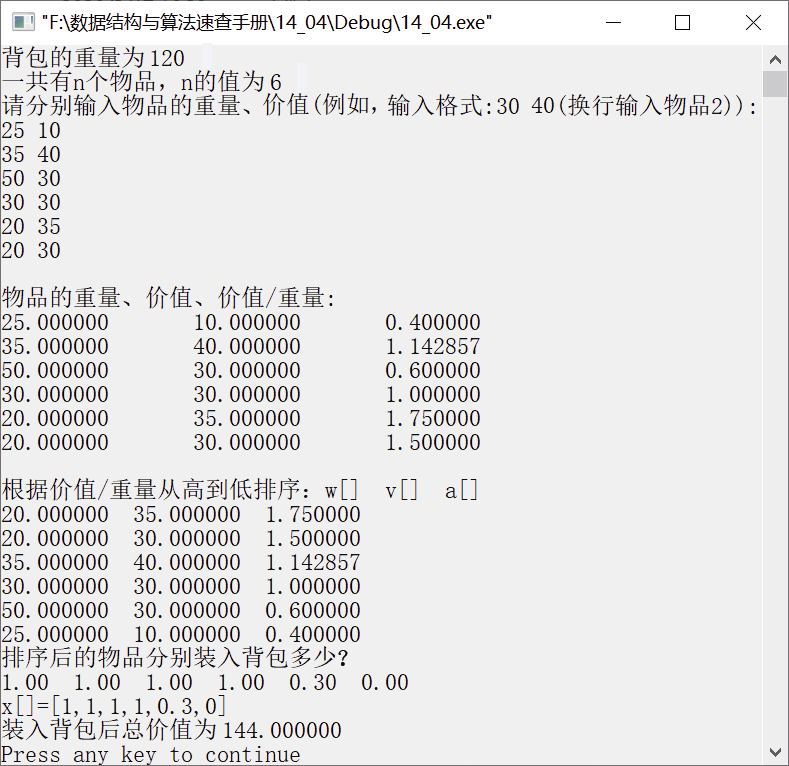 "F:\数据结构与算法速查手册\14_04\Debug\14_04.exe"
背包的重量为120
一共有n个物品，n的值为6
请分别输入物品的重量、价值(例如，输入格式:30 40(换行输入物品2)):
25 10
35 40
50 30
30 30
20 35
20 30
物品的重量、价值、价值/重量:
25.000000 10.000000 0.400000
35.000000 40.000000 1.142857
50.000000 30.000000 0.600000
30.000000 30.000000 1.000000
20.000000 35.000000 1.750000
20.000000 30.000000 1.500000
根据价值/重量从高到低排序: w[] v[] a[]
20.000000 35.000000 1.750000
20.000000 30.000000 1.500000
35.000000 40.000000 1.142857
30.000000 30.000000 1.000000
50.000000 30.000000 0.600000
25.000000 10.000000 0.400000
排序后的物品分别装入背包多少?
1.00 1.00 1.00 1.00 0.30 0.00
x[]=[1,1,1,1,0.3,0]
装入背包后总价值为144.000000
Press any key to continue